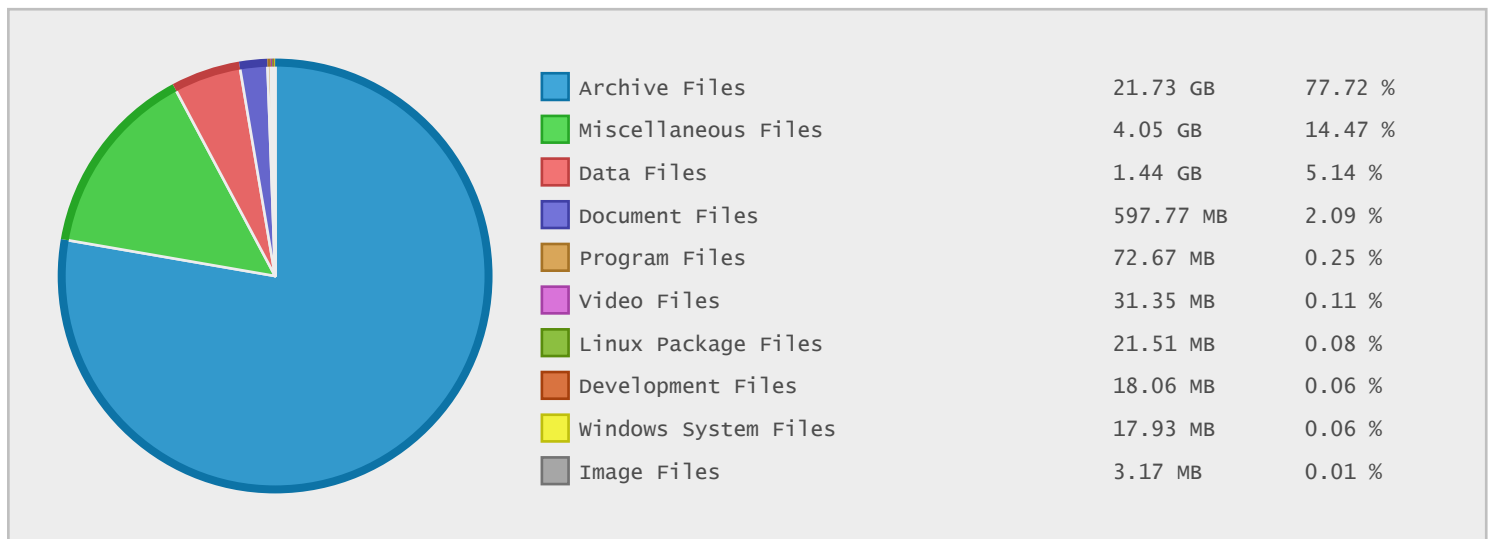 Archive Files 21.73 GB 77.72 %
Miscellaneous Files 4.05 GB 14.47 %
Data Files 1.44 GB 5.14 %
Document Files 597.77 MB 2.09 %
Program Files 72.67 MB 0.25 %
Video Files 31.35 MB 0.11 %
Linux Package Files 21.51 MB 0.08 %
Development Files 18.06 MB 0.06 %
Windows System Files 17.93 MB 0.06 %
Image Files 3.17 MB 0.01 %